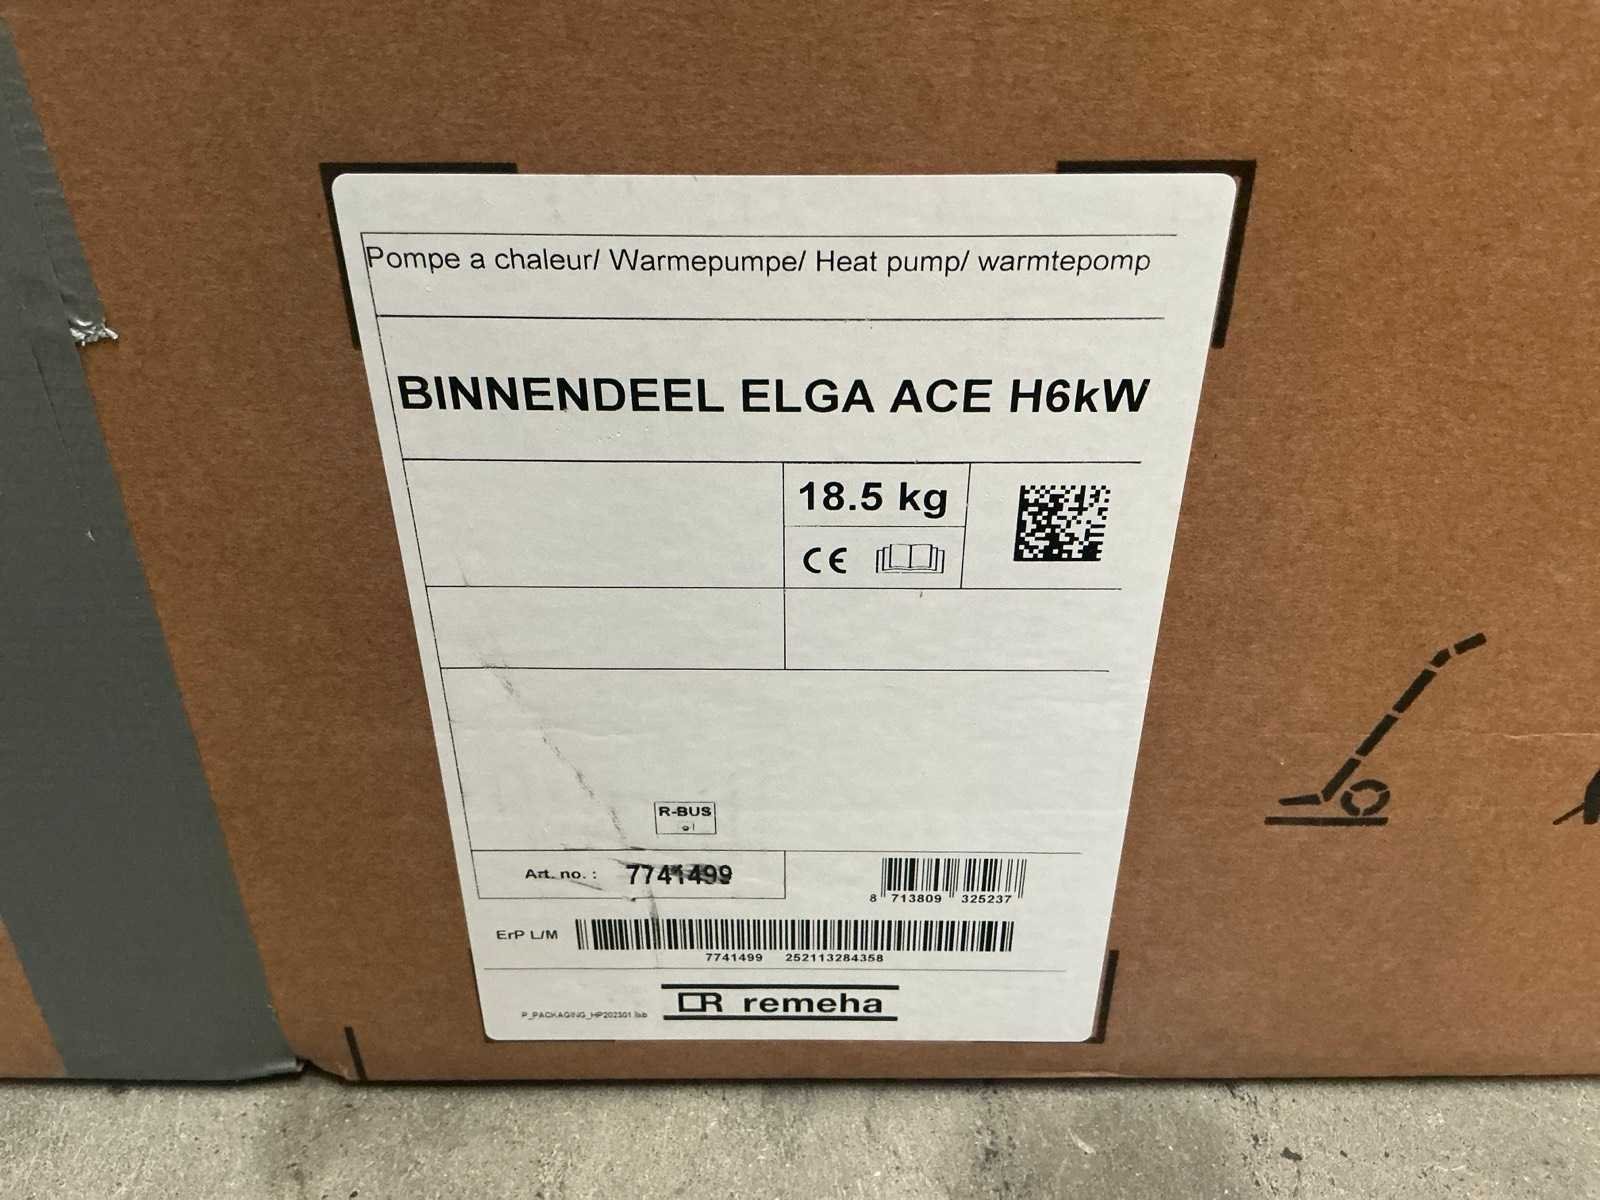 Pompe a chaleur/ Warmepumpe/ Heat pump/ warmtepomp
BINNENDEEL ELGA ACE H6kW
18.5 kg
CE
R-BUS
Art. no. : 7741499
8 713809 325237
ErP L/M
7741499 252113284358
remeha
P_PACKAGING_HP202301.lab